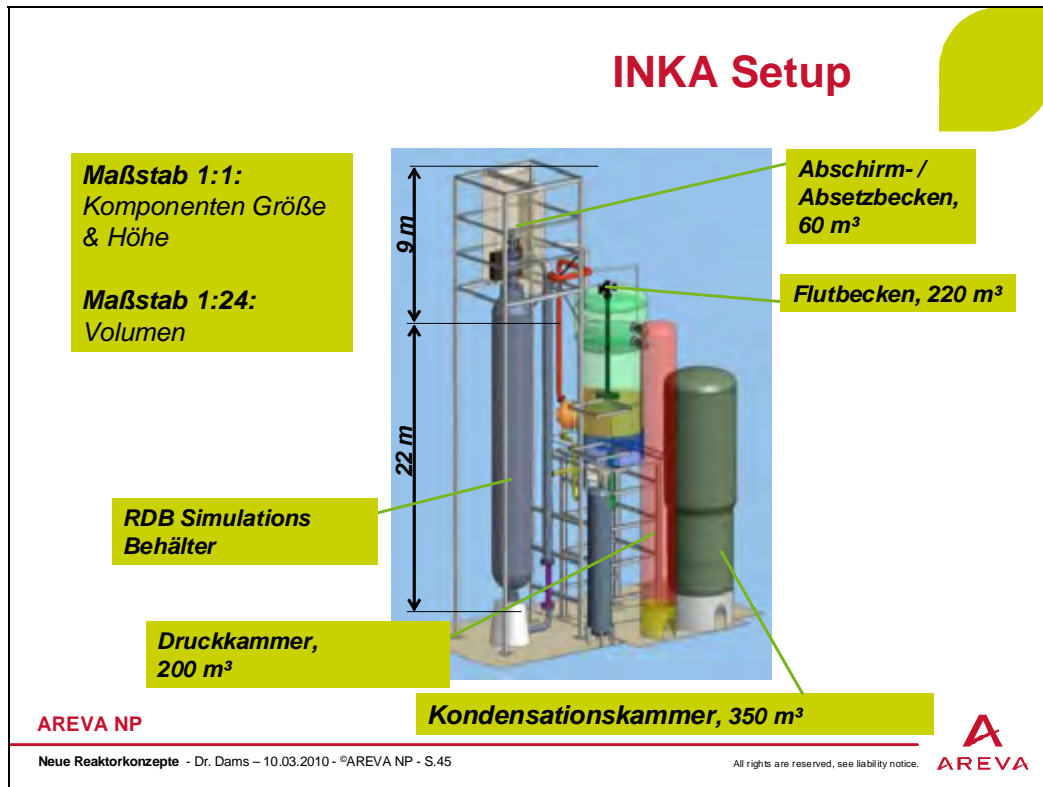 INKA Setup
Maßstab 1:1:
Komponenten Größe
& Höhe
Maßstab 1:24:
Volumen
9 m
22 m
Abschirm- /
Absetzbecken,
60 m³
Flutbecken, 220 m³
RDB Simulations
Behälter
Druckkammer,
200 m³
Kondensationskammer, 350 m³
AREVA NP
Neue Reaktorkonzepte - Dr. Dams – 10.03.2010 - ©AREVA NP - S.45
All rights are reserved, see liability notice.
AREVA